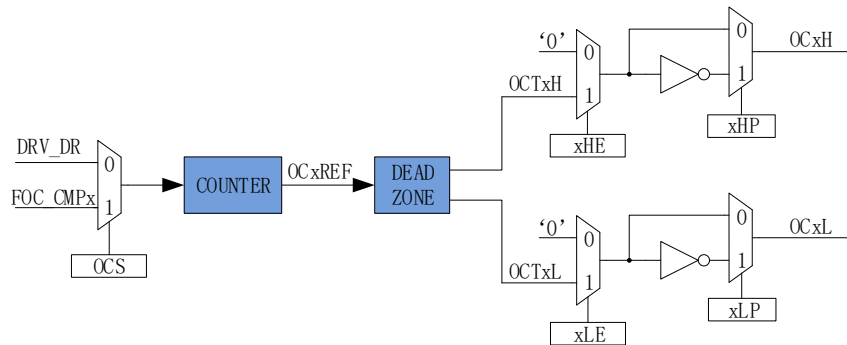 ‘0’
0
1
OCTxH
xHE
0
1
xHP
OCxH
DRV_DR
FOC_CMPx
0
1
OCS
COUNTER
OCxREF
DEAD
ZONE
‘0’
0
1
OCTxL
xLE
0
1
xLP
OCxL